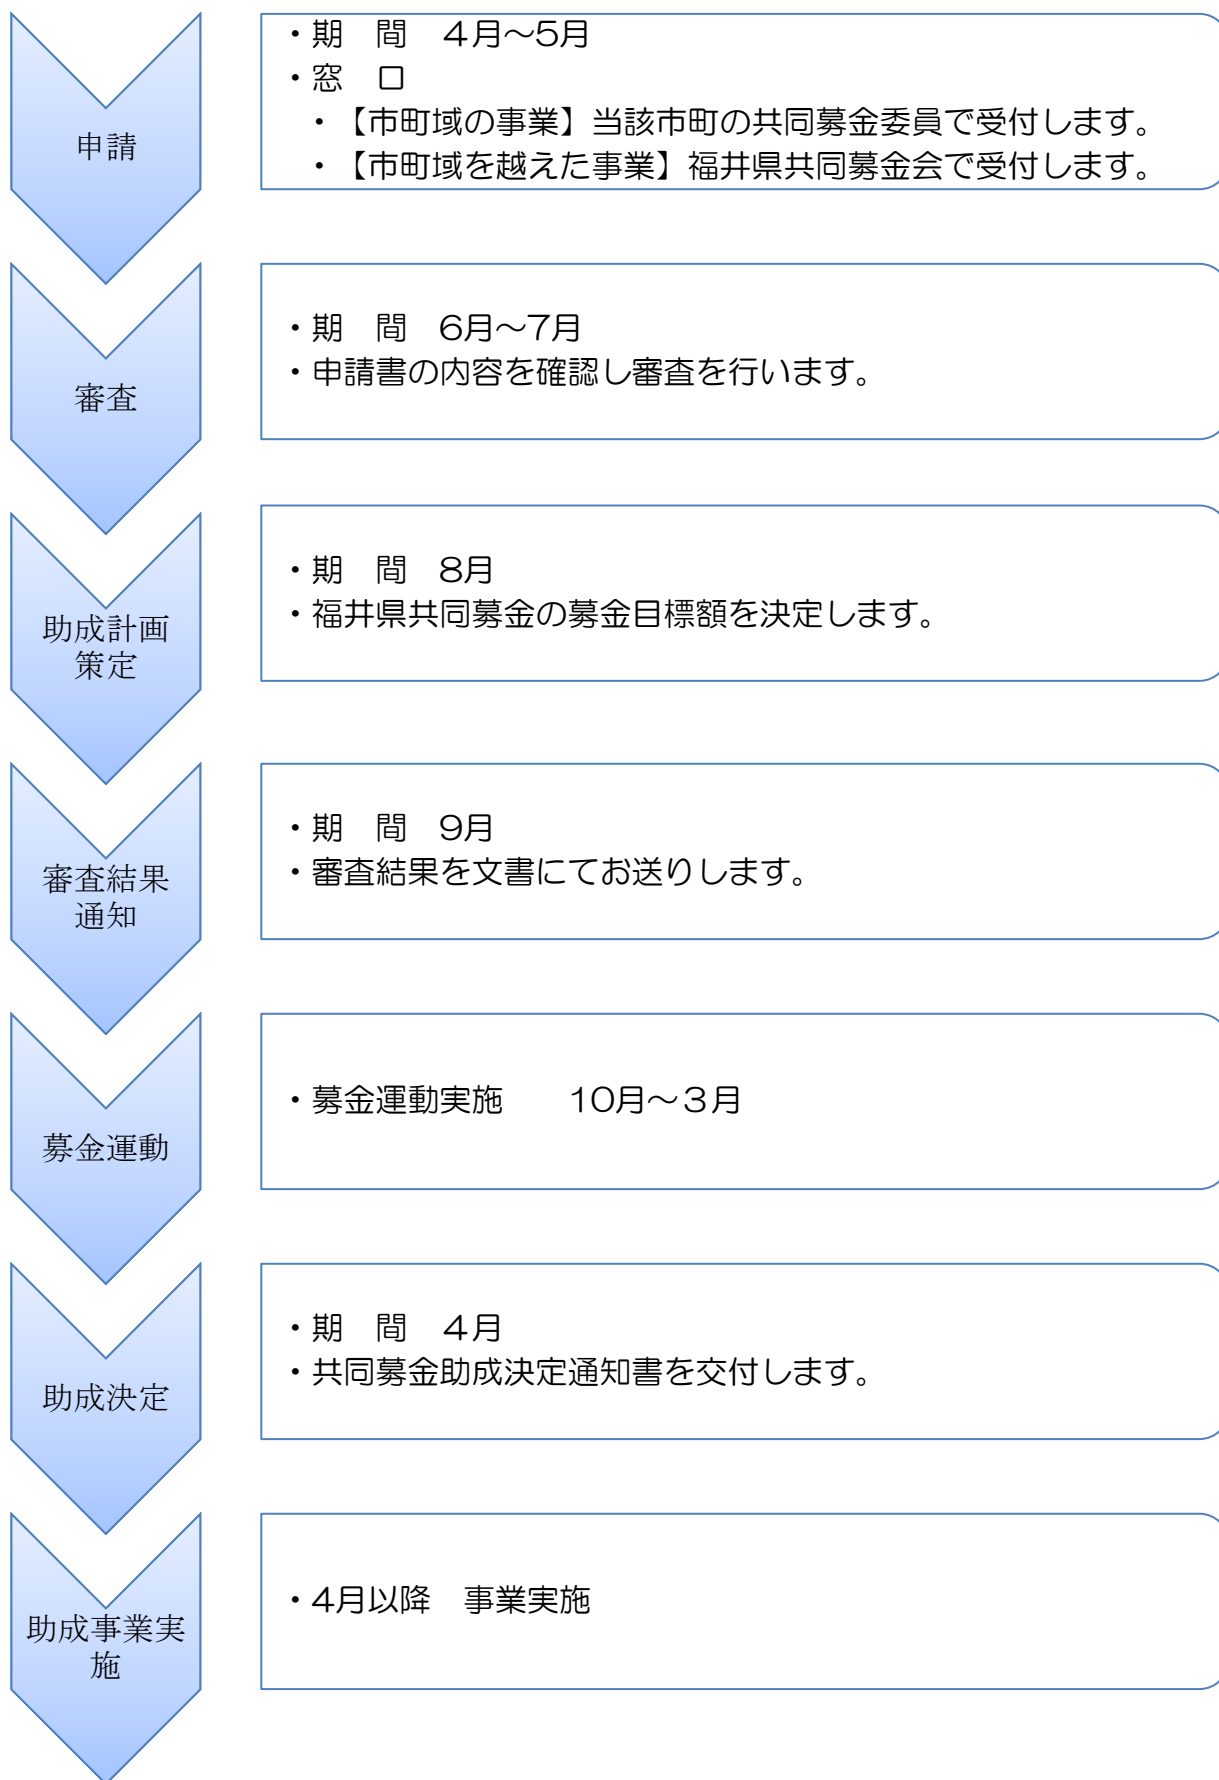 申請
・期　間　４月～5月
・窓　口
・【市町域の事業】当該市町の共同募金委員で受付します。
・【市町域を越えた事業】福井県共同募金会で受付します。
審査
・期　間　6月～7月
・申請書の内容を確認し審査を行います。
助成計画
策定
・期　間　8月
・福井県共同募金の募金目標額を決定します。
審査結果
通知
・期　間　9月
・審査結果を文書にてお送りします。
募金運動
・募金運動実施　　10月～３月
助成決定
・期　間　４月
・共同募金助成決定通知書を交付します。
助成事業実
施
・4月以降　事業実施